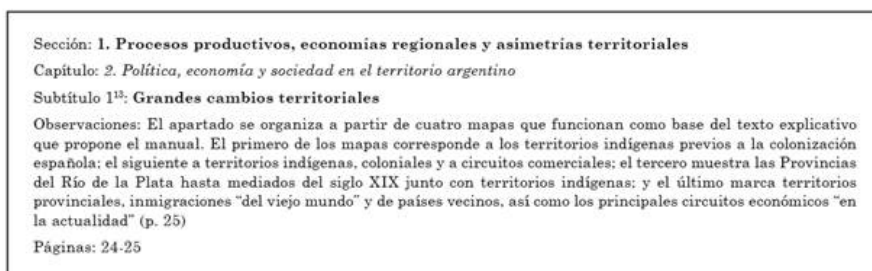 Sección: 1. Procesos productivos, economías regionales y asimetrías territoriales
Capítulo: 2. Política, economía y sociedad en el territorio argentino
Subtítulo 1¹³: Grandes cambios territoriales
Observaciones: El apartado se organiza a partir de cuatro mapas que funcionan como base del texto explicativo
que propone el manual. El primero de los mapas corresponde a los territorios indígenas previos a la colonización
española; el siguiente a territorios indígenas, coloniales y a circuitos comerciales; el tercero muestra las Provincias
del Río de la Plata hasta mediados del siglo XIX junto con territorios indígenas; y el último marca territorios
provinciales, inmigraciones “del viejo mundo” y de países vecinos, así como los principales circuitos económicos “en
la actualidad” (p. 25)
Páginas: 24-25